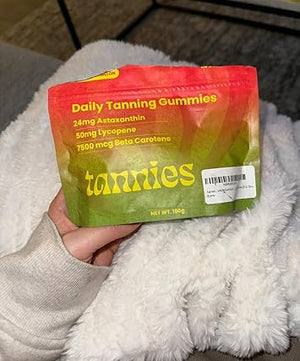 Daily Tanning Gummies
24mg Astaxanthin
50mg Lycopene
7500 mcg Beta Carotene
tannies
NET WT. 180g